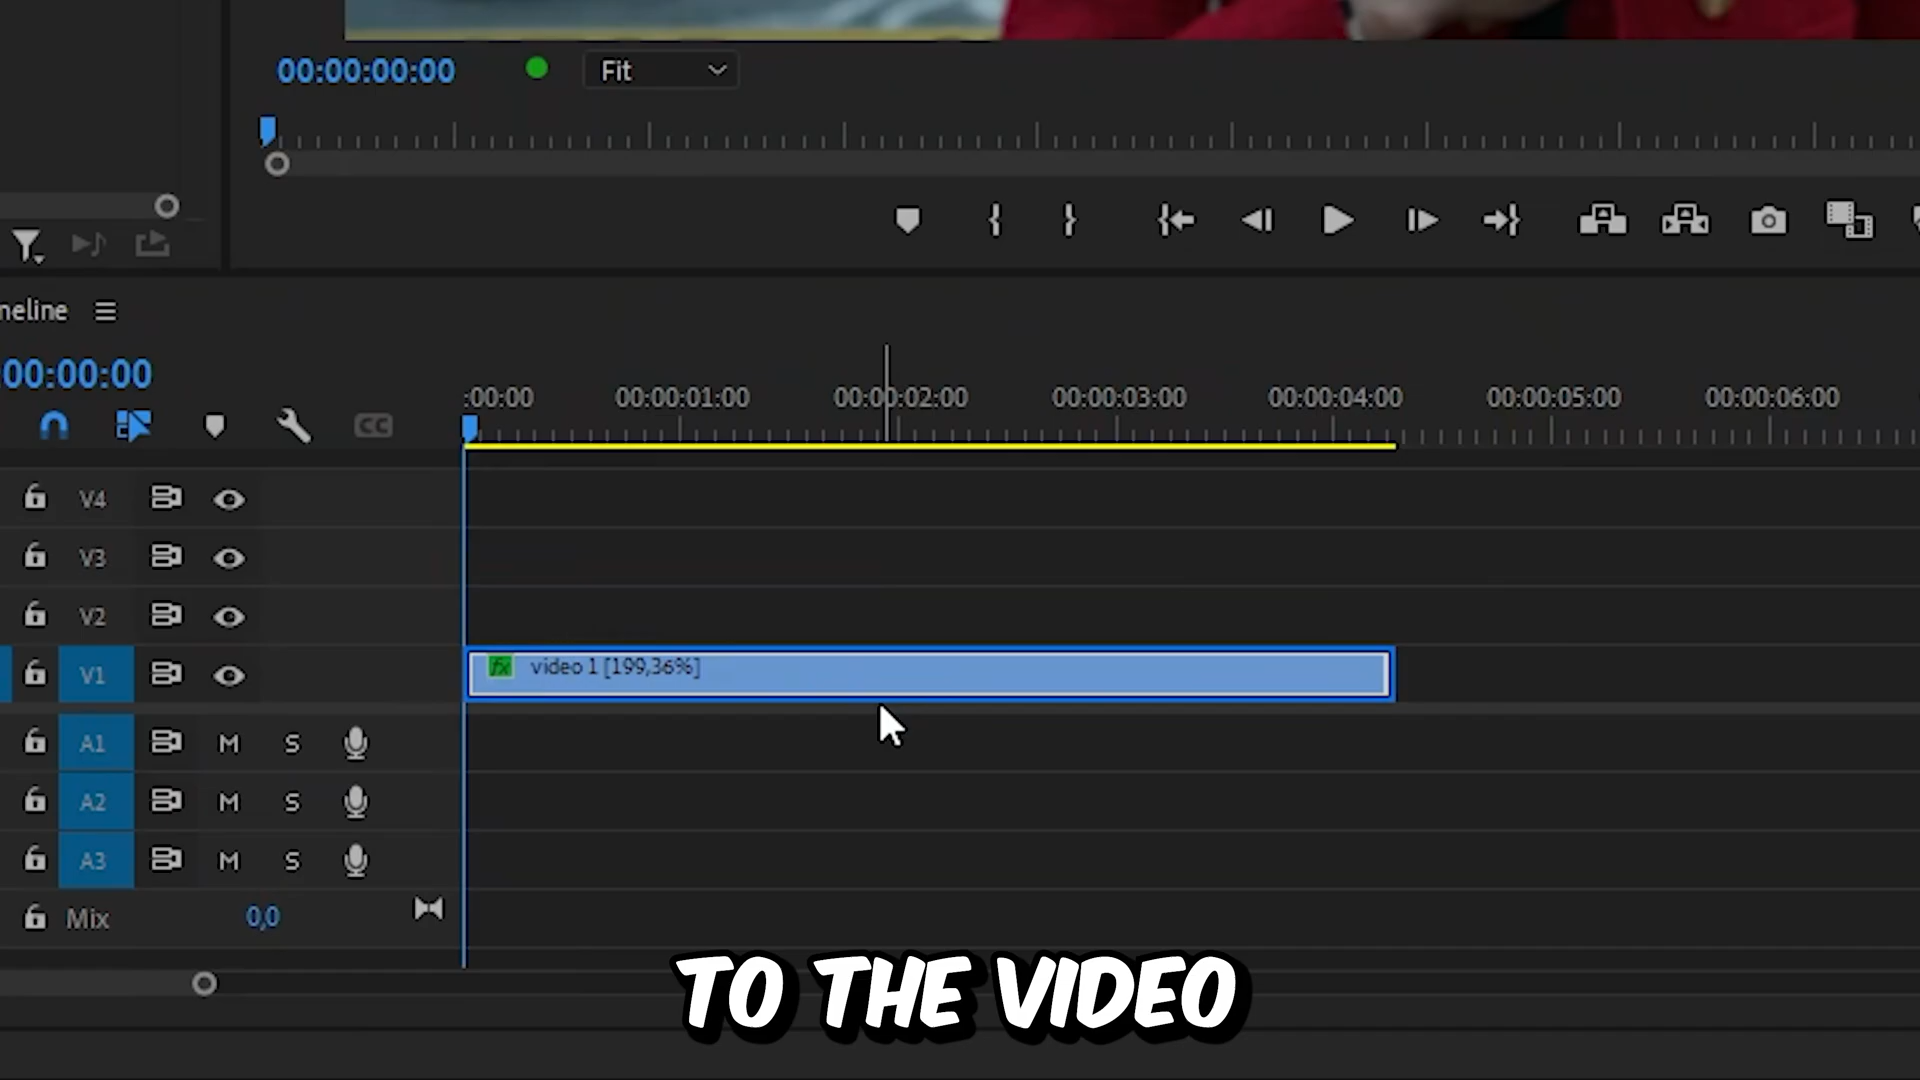 00:00:00:00
Fit
neline
00:00:00
:00:00
00:00:01:00
00:00:02:00
00:00:03:00
00:00:04:00
00:00:05:00
00:00:06:00
CC
V4
V3
V2
V1
fx video 1 [199,36%]
A1 M S
A2 M S
A3 M S
Mix 0,0
TO THE VIDEO